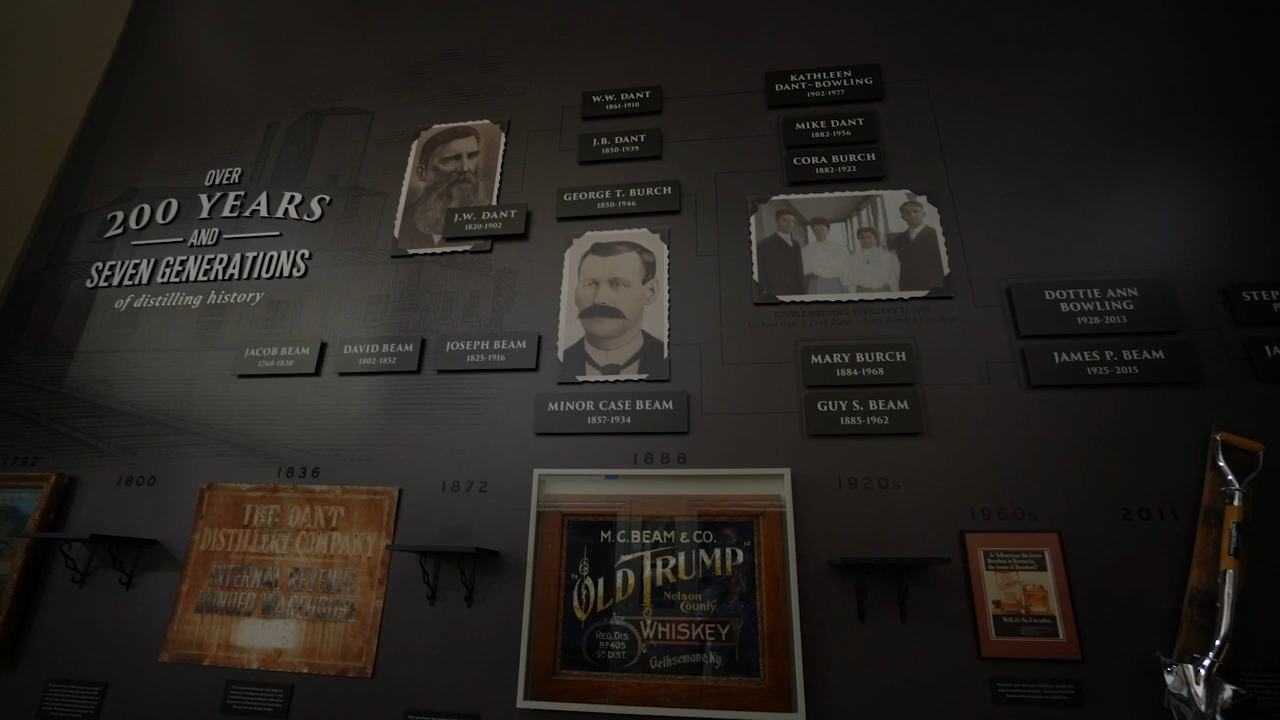 OVER
200 YEARS
AND
SEVEN GENERATIONS
of distilling history
J.W. DANT
1820-1902
W.W. DANT
1861-1910
J.B. DANT
1850-1939
GEORGE T. BURCH
1850-1946
KATHLEEN
DANT-BOWLING
1902-1977
MIKE DANT
1882-1956
CORA BURCH
1882-1922
JACOB BEAM
1760-1830
DAVID BEAM
1802-1852
JOSEPH BEAM
1825-1916
MINOR CASE BEAM
1857-1934
MARY BURCH
1884-1968
GUY S. BEAM
1885-1962
DOTTIE ANN
BOWLING
1928-2013
JAMES P. BEAM
1925-2015
STEP
JA
1792
1800
1836
1872
1888
1920s
1960s
2011
THE DANT
DISTILLERY COMPANY
INTERNAL REVENUE
BONDED WAREHOUSE
M.C. BEAM & CO.
"OLD TRUMP"
Nelson
County.
WHISKEY
REG. DIS.
No 405
5th DIST.
Gethsemane, Ky.